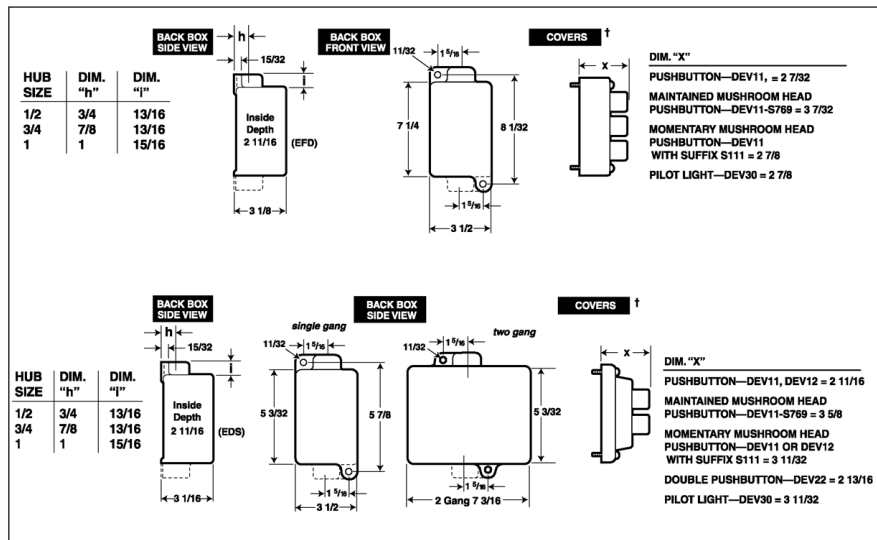 BACK BOX
SIDE VIEW
h
15/32
i
HUB SIZE DIM. "h" DIM. "i"
1/2 3/4 13/16
3/4 7/8 13/16
1 1 15/16
Inside
Depth
2 11/16
(EFD)
3 1/8
BACK BOX
FRONT VIEW
11/32
1 5/16
7 1/4
8 1/32
1 5/16
3 1/2
COVERS †
x
DIM. "X"
PUSHBUTTON—DEV11, = 2 7/32
MAINTAINED MUSHROOM HEAD
PUSHBUTTON—DEV11-S769 = 3 7/32
MOMENTARY MUSHROOM HEAD
PUSHBUTTON—DEV11
WITH SUFFIX S111 = 2 7/8
PILOT LIGHT—DEV30 = 2 7/8
BACK BOX
SIDE VIEW
h
15/32
i
HUB SIZE DIM. "h" DIM. "i"
1/2 3/4 13/16
3/4 7/8 13/16
1 1 15/16
Inside
Depth
2 11/16
(EDS)
3 1/16
single gang
11/32
1 5/16
5 3/32
5 7/8
1 5/16
3 1/2
BACK BOX
SIDE VIEW
two gang
11/32
1 5/16
5 3/32
1 5/16
2 Gang 7 3/16
COVERS †
x
DIM. "X"
PUSHBUTTON—DEV11, DEV12 = 2 11/16
MAINTAINED MUSHROOM HEAD
PUSHBUTTON—DEV11-S769 = 3 5/8
MOMENTARY MUSHROOM HEAD
PUSHBUTTON—DEV11 OR DEV12
WITH SUFFIX S111 = 3 11/32
DOUBLE PUSHBUTTON—DEV22 = 2 13/16
PILOT LIGHT—DEV30 = 3 11/32